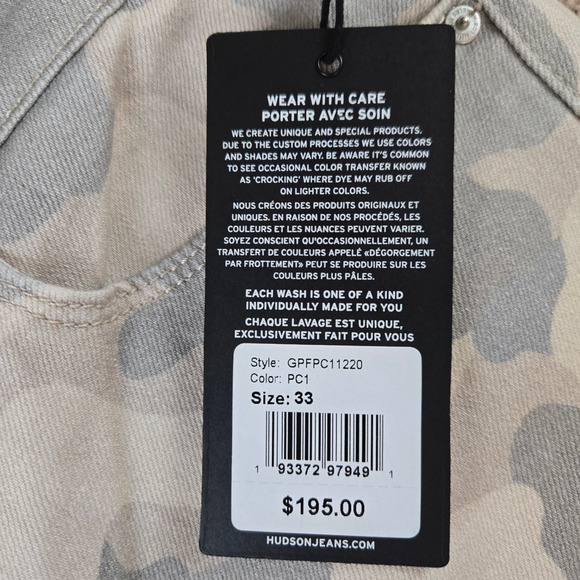 WEAR WITH CARE
PORTER AVEC SOIN
WE CREATE UNIQUE AND SPECIAL PRODUCTS.
DUE TO THE CUSTOM PROCESSES WE USE COLORS
AND SHADES MAY VARY. BE AWARE IT'S COMMON
TO SEE OCCASIONAL COLOR TRANSFER KNOWN
AS 'CROCKING' WHERE DYE MAY RUB OFF
ON LIGHTER COLORS.
NOUS CRÉONS DES PRODUITS ORIGINAUX ET
UNIQUES. EN RAISON DE NOS PROCÉDÉS, LES
COULEURS ET LES NUANCES PEUVENT VARIER.
SOYEZ CONSCIENT QU'OCCASIONNELLEMENT, UN
TRANSFERT DE COULEURS APPELÉ «DÉGORGEMENT
PAR FROTTEMENT» PEUT SE PRODUIRE SUR LES
COULEURS PLUS PÂLES.
EACH WASH IS ONE OF A KIND
INDIVIDUALLY MADE FOR YOU
CHAQUE LAVAGE EST UNIQUE,
EXCLUSIVEMENT FAIT POUR VOUS
Style: GPFPC11220
Color: PC1
Size: 33
1 93372 97949 1
$195.00
HUDSONJEANS.COM